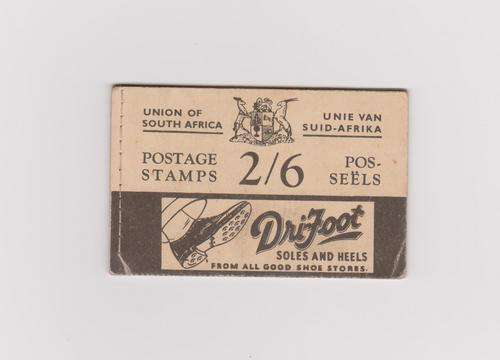 UNION OF
SOUTH AFRICA
UNIE VAN
SUID-AFRIKA
POSTAGE
STAMPS
2/6
POS-
SEËLS
Dri-Foot
SOLES AND HEELS
FROM ALL GOOD SHOE STORES.